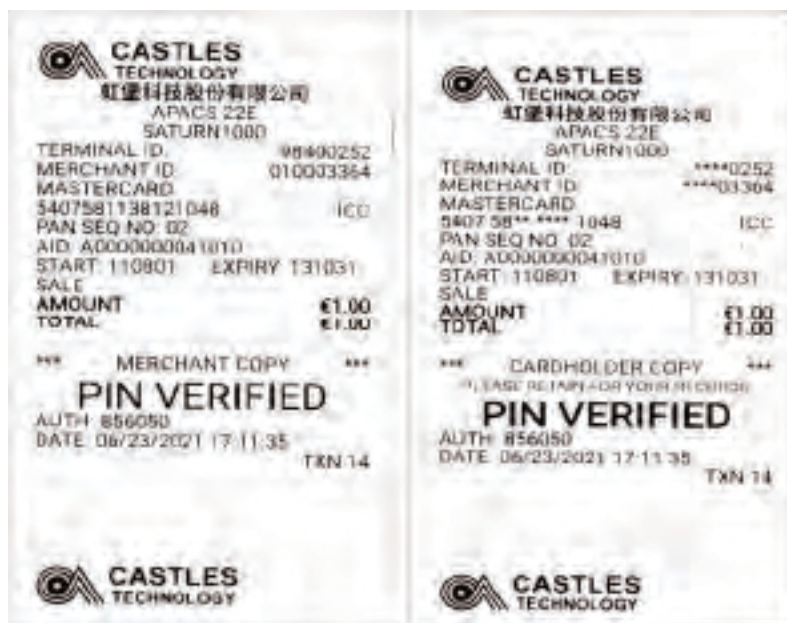 CASTLES
TECHNOLOGY
虹堡科技股份有限公司
APACS 22E
SATURN1000
TERMINAL ID: 98400252
MERCHANT ID: 010003364
MASTERCARD
5407581138121048 ICC
PAN SEQ NO: 02
AID: A0000000041010
START: 110801 EXPIRY: 131031
SALE
AMOUNT €1.00
TOTAL €1.00
*** MERCHANT COPY ***
PIN VERIFIED
AUTH: 856050
DATE: 06/23/2021 17:11:35
TXN 14
CASTLES
TECHNOLOGY
CASTLES
TECHNOLOGY
虹堡科技股份有限公司
APACS 22E
SATURN1000
TERMINAL ID: ****0252
MERCHANT ID: ****03364
MASTERCARD
5407 58** **** 1048 ICC
PAN SEQ NO: 02
AID: A0000000041010
START: 110801 EXPIRY: 131031
SALE
AMOUNT €1.00
TOTAL €1.00
*** CARDHOLDER COPY ***
PLEASE RETAIN FOR YOUR RECORDS
PIN VERIFIED
AUTH: 856050
DATE: 06/23/2021 17:11:35
TXN 14
CASTLES
TECHNOLOGY